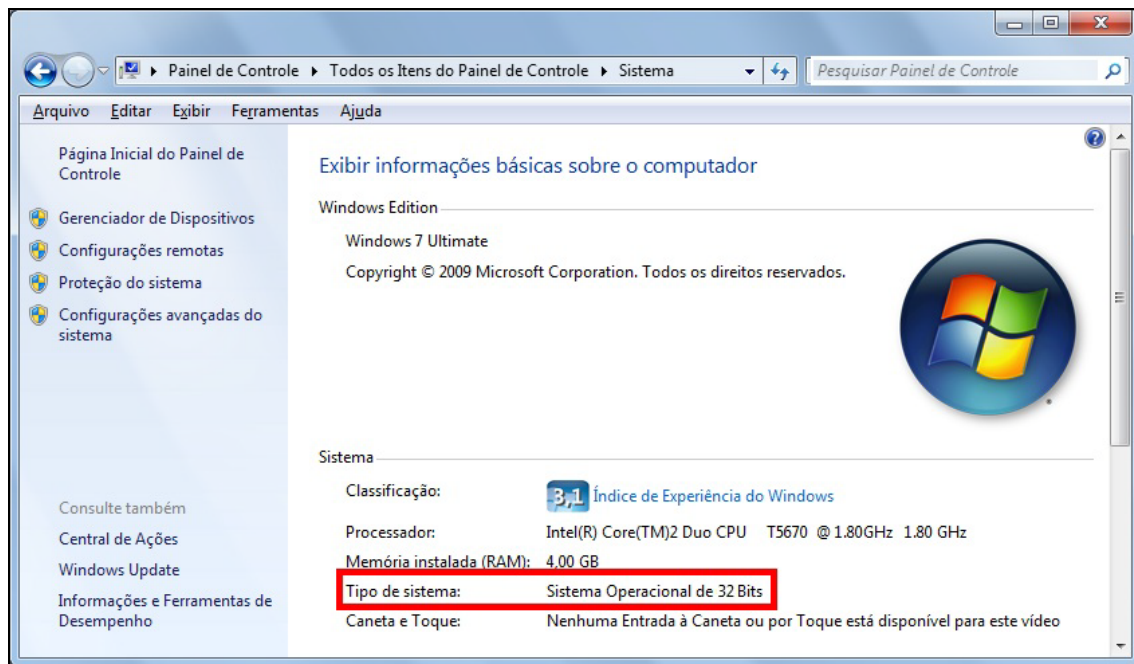 Painel de Controle ▸ Todos os Itens do Painel de Controle ▸ Sistema
Pesquisar Painel de Controle
Arquivo Editar Exibir Ferramentas Ajuda
Página Inicial do Painel de
Controle
Gerenciador de Dispositivos
Configurações remotas
Proteção do sistema
Configurações avançadas do
sistema
Consulte também
Central de Ações
Windows Update
Informações e Ferramentas de
Desempenho
Exibir informações básicas sobre o computador
Windows Edition
Windows 7 Ultimate
Copyright © 2009 Microsoft Corporation. Todos os direitos reservados.
Sistema
Classificação: 3,1 Índice de Experiência do Windows
Processador: Intel(R) Core(TM)2 Duo CPU T5670 @ 1.80GHz 1.80 GHz
Memória instalada (RAM): 4,00 GB
Tipo de sistema: Sistema Operacional de 32 Bits
Caneta e Toque: Nenhuma Entrada à Caneta ou por Toque está disponível para este vídeo